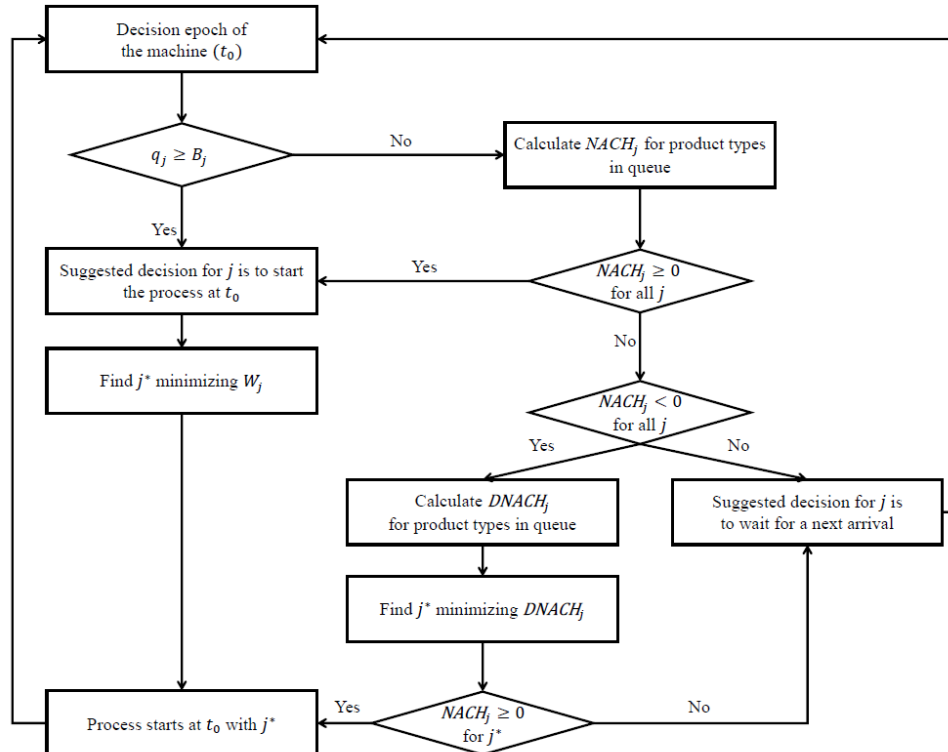 Decision epoch of
the machine (t₀)
qⱼ ≥ Bⱼ
No
Calculate NACHⱼ for product types
in queue
Yes
Suggested decision for j is to start
the process at t₀
Yes
NACHⱼ ≥ 0
for all j
No
Find j* minimizing Wⱼ
NACHⱼ < 0
for all j
Yes
No
Calculate DNACHⱼ
for product types in queue
Suggested decision for j is
to wait for a next arrival
Find j* minimizing DNACHⱼ
Process starts at t₀ with j*
Yes
NACHⱼ ≥ 0
for j*
No